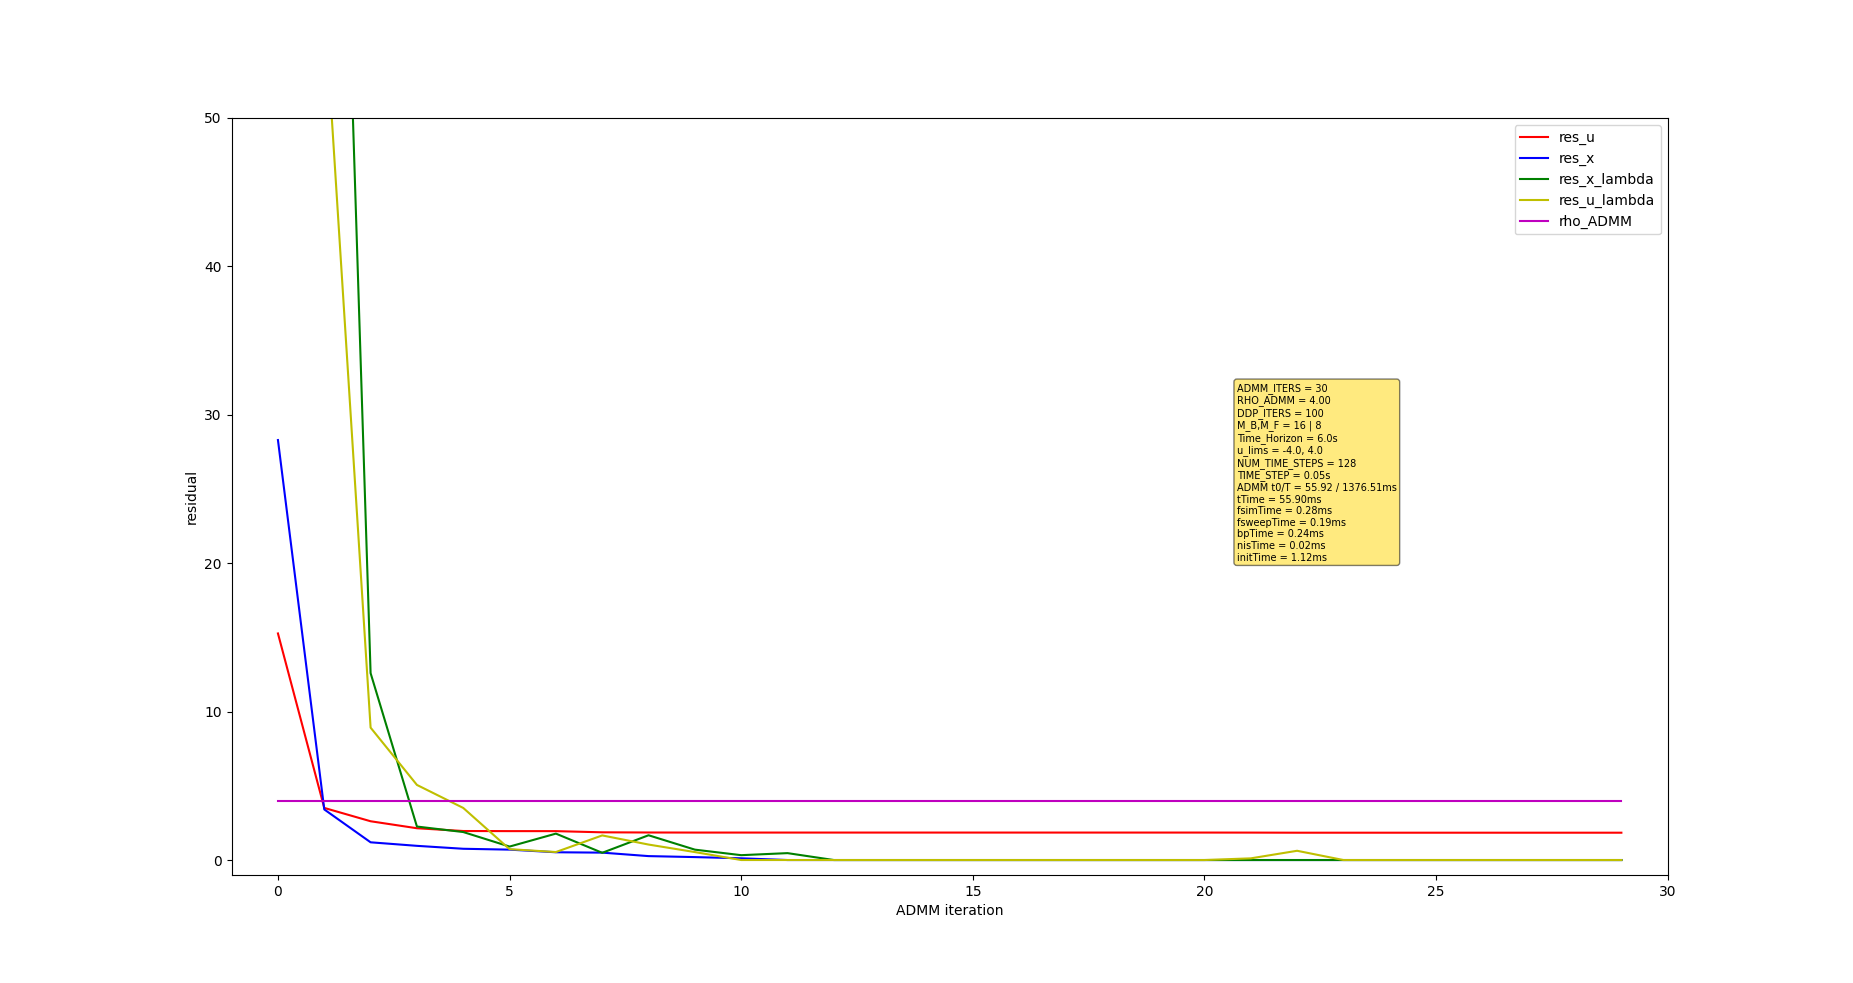 50
40
30
20
10
0
residual
0 5 10 15 20 25 30
ADMM iteration
res_u
res_x
res_x_lambda
res_u_lambda
rho_ADMM
ADMM_ITERS = 30
RHO_ADMM = 4.00
DDP_ITERS = 100
M_B,M_F = 16 | 8
Time_Horizon = 6.0s
u_lims = -4.0, 4.0
NUM_TIME_STEPS = 128
TIME_STEP = 0.05s
ADMM t0/T = 55.92 / 1376.51ms
tTime = 55.90ms
fsimTime = 0.28ms
fsweepTime = 0.19ms
bpTime = 0.24ms
nisTime = 0.02ms
initTime = 1.12ms